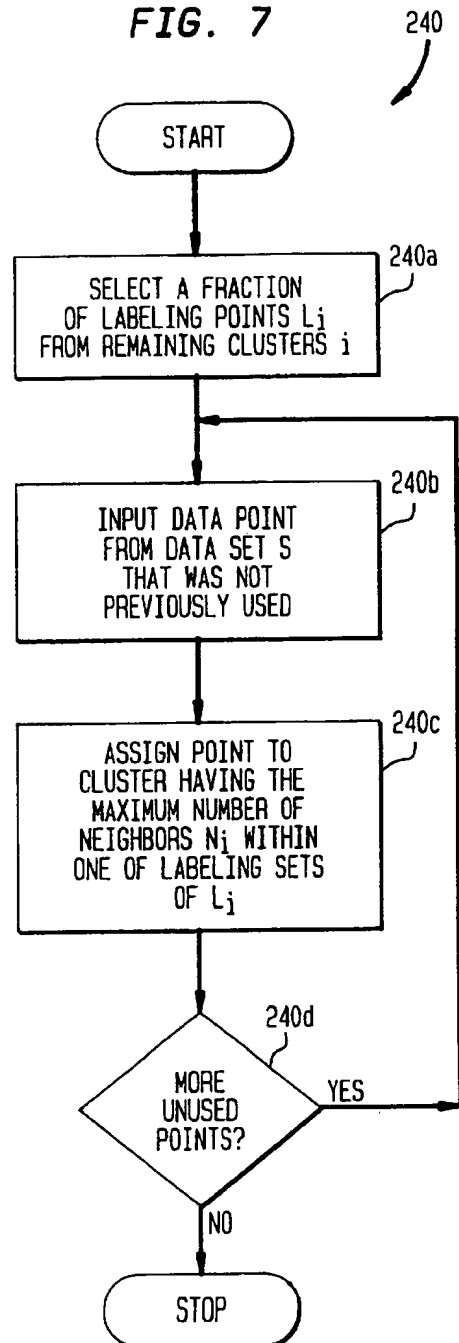 FIG. 7
240
START
240a
SELECT A FRACTION
OF LABELING POINTS Li
FROM REMAINING CLUSTERS i
240b
INPUT DATA POINT
FROM DATA SET S
THAT WAS NOT
PREVIOUSLY USED
240c
ASSIGN POINT TO
CLUSTER HAVING THE
MAXIMUM NUMBER OF
NEIGHBORS Ni WITHIN
ONE OF LABELING SETS
OF Li
240d
MORE
UNUSED
POINTS?
YES
NO
STOP